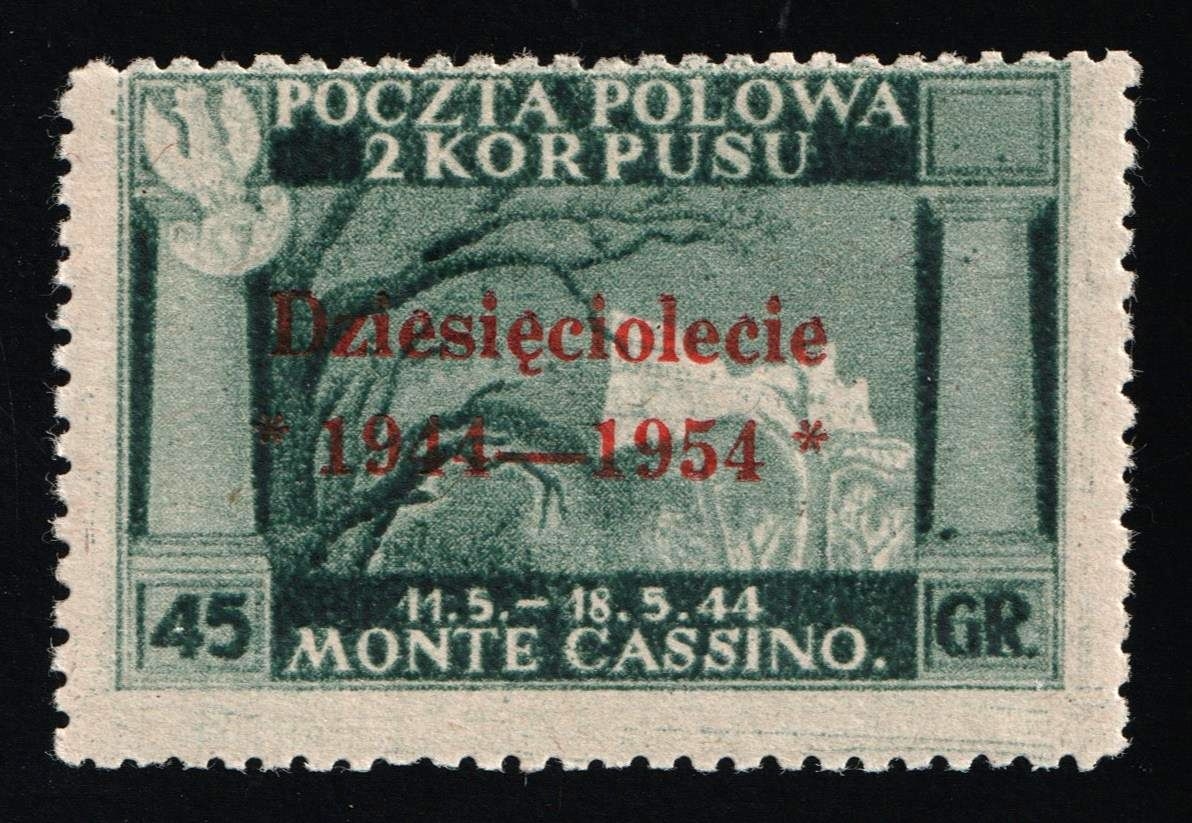 POCZTA POLOWA
2 KORPUSU
Dziesięciolecie
* 1944—1954 *
11.5.– 18.5.44
MONTE CASSINO.
45
GR.